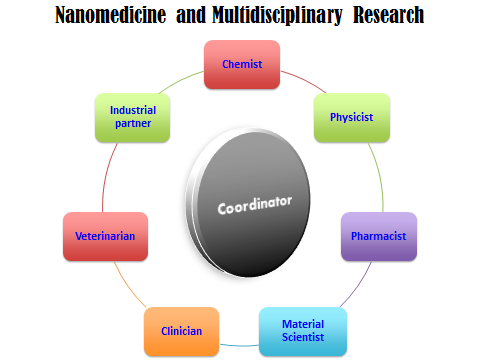 Nanomedicine and Multidisciplinary Research
Chemist
Industrial
partner
Physicist
Coordinator
Veterinarian
Pharmacist
Clinician
Material
Scientist